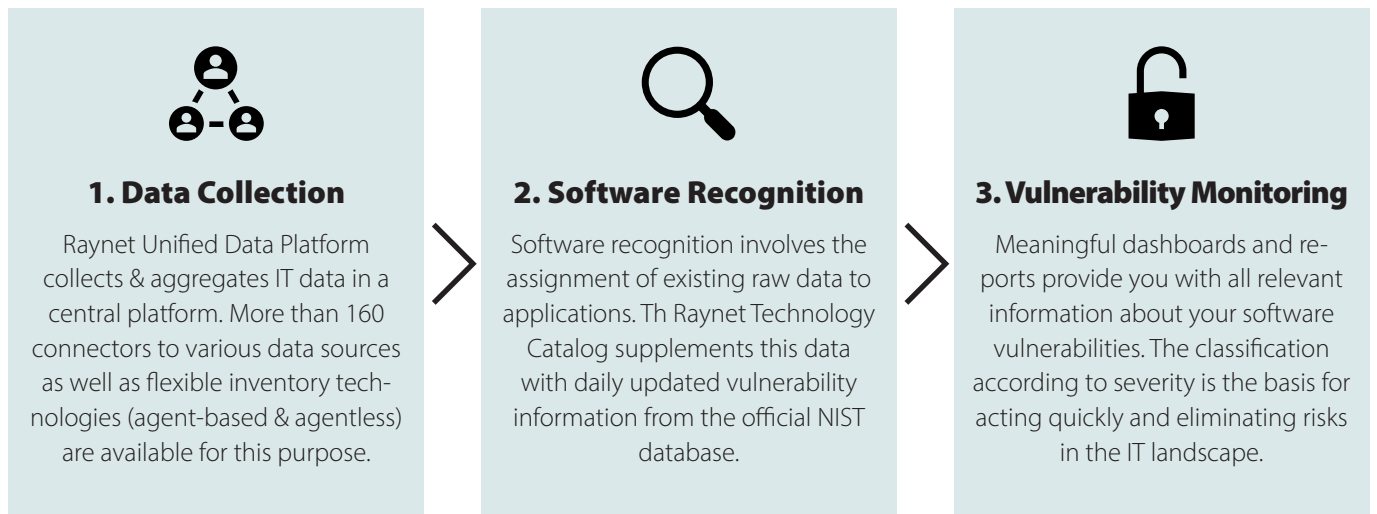 1. Data Collection
Raynet Unified Data Platform
collects & aggregates IT data in a
central platform. More than 160
connectors to various data sources
as well as flexible inventory tech-
nologies (agent-based & agentless)
are available for this purpose.
2. Software Recognition
Software recognition involves the
assignment of existing raw data to
applications. Th Raynet Technology
Catalog supplements this data
with daily updated vulnerability
information from the official NIST
database.
3. Vulnerability Monitoring
Meaningful dashboards and re-
ports provide you with all relevant
information about your software
vulnerabilities. The classification
according to severity is the basis for
acting quickly and eliminating risks
in the IT landscape.